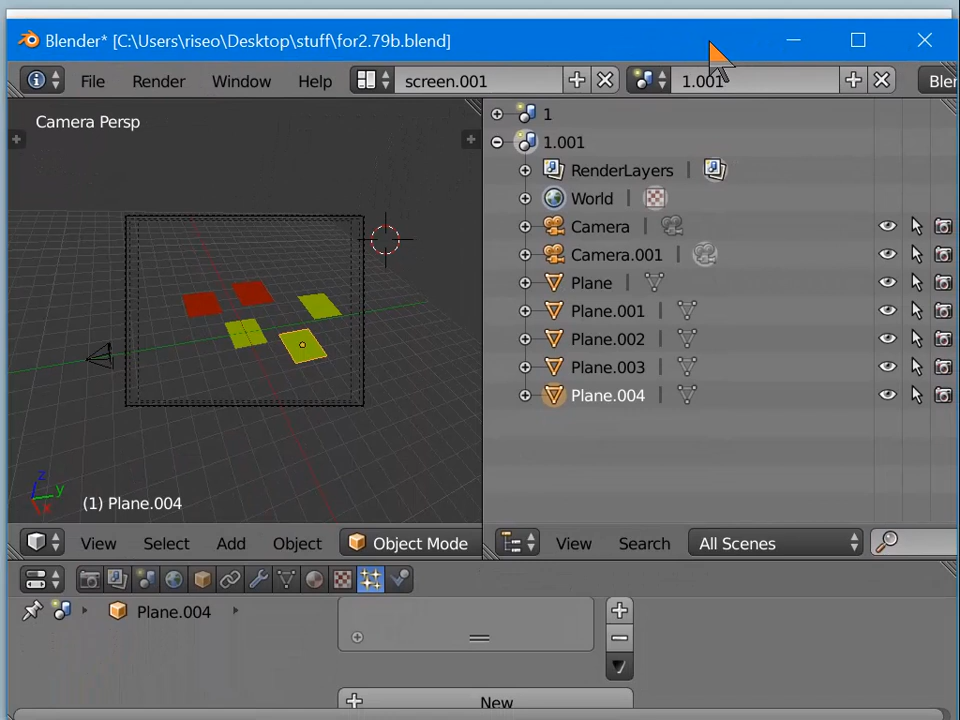 Blender* [C:\Users\riseo\Desktop\stuff\for2.79b.blend]
File Render Window Help screen.001 1.001 Blen
Camera Persp
1
1.001
RenderLayers
World
Camera
Camera.001
Plane
Plane.001
Plane.002
Plane.003
Plane.004
z
y
x
(1) Plane.004
View Select Add Object Object Mode
View Search All Scenes
Plane.004
New